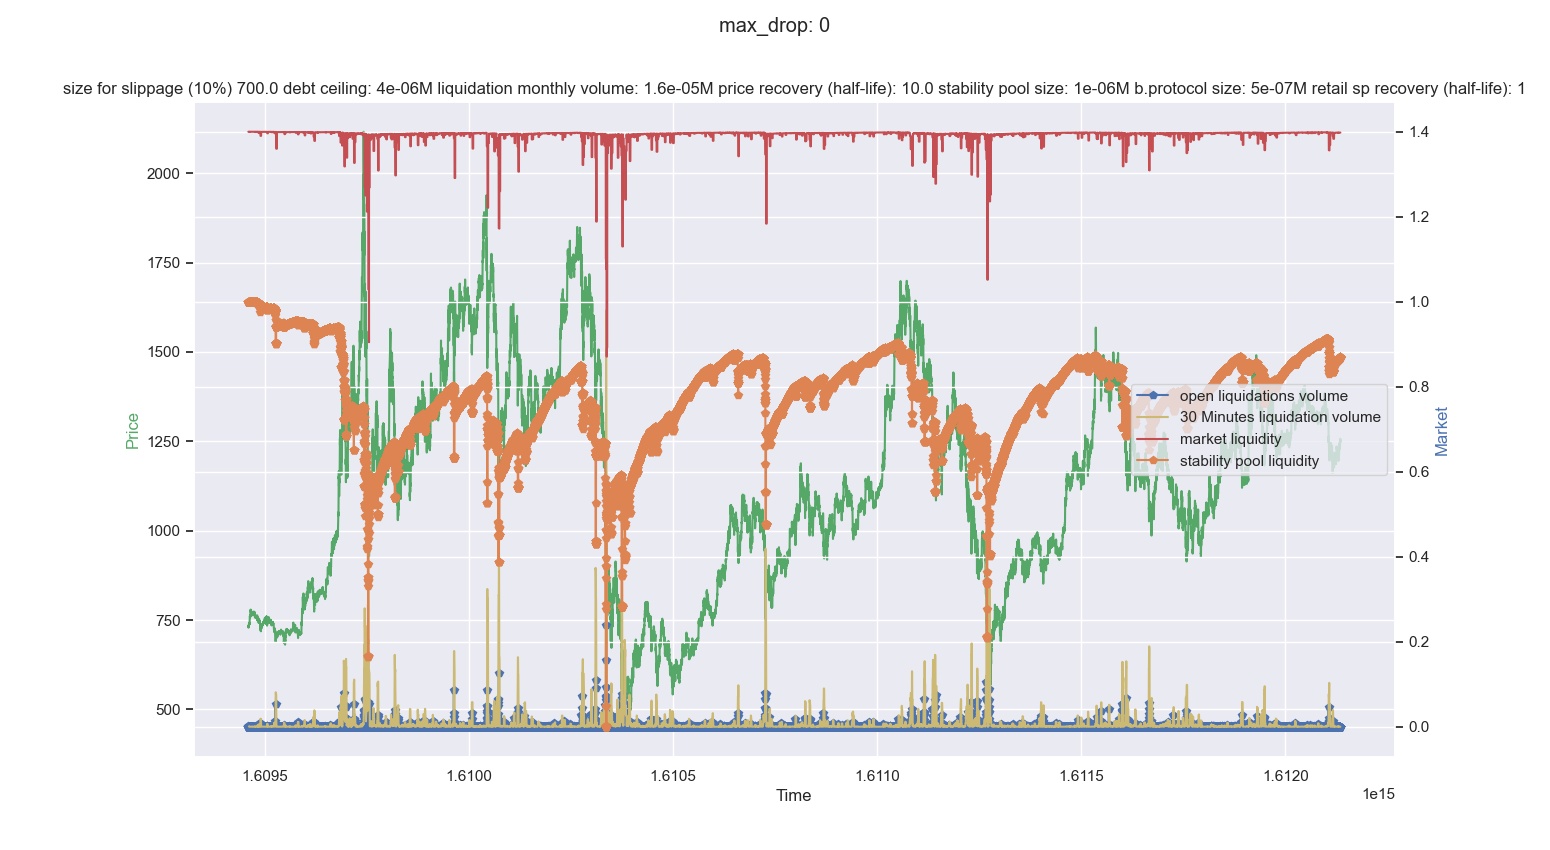 max_drop: 0
size for slippage (10%) 700.0 debt ceiling: 4e-06M liquidation monthly volume: 1.6e-05M price recovery (half-life): 10.0 stability pool size: 1e-06M b.protocol size: 5e-07M retail sp recovery (half-life): 1
2000
1750
1500
1250
1000
750
500
Price
1.4
1.2
1.0
0.8
0.6
0.4
0.2
0.0
Market
open liquidations volume
30 Minutes liquidation volume
market liquidity
stability pool liquidity
1.6095 1.6100 1.6105 1.6110 1.6115 1.6120
Time
1e15